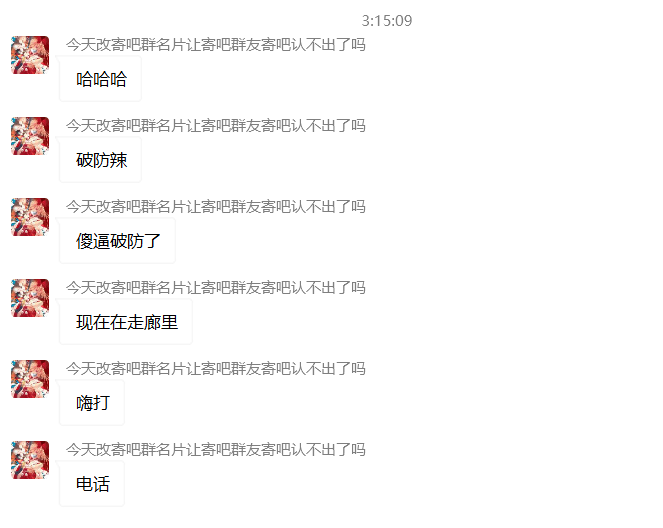 3:15:09
今天改寄吧群名片让寄吧群友寄吧认不出了吗
哈哈哈
今天改寄吧群名片让寄吧群友寄吧认不出了吗
破防辣
今天改寄吧群名片让寄吧群友寄吧认不出了吗
傻逼破防了
今天改寄吧群名片让寄吧群友寄吧认不出了吗
现在在走廊里
今天改寄吧群名片让寄吧群友寄吧认不出了吗
嗨打
今天改寄吧群名片让寄吧群友寄吧认不出了吗
电话